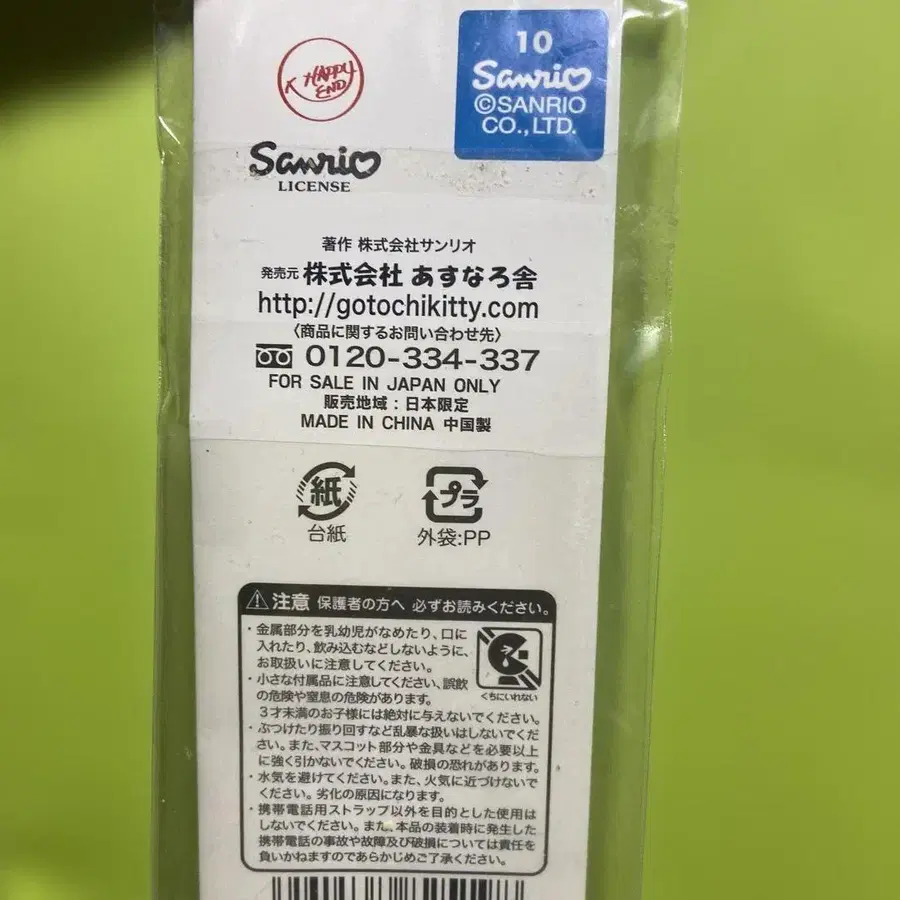 K HAPPY
END
10
Sanrio
©SANRIO
CO., LTD.
Sanrio
LICENSE
著作 株式会社サンリオ
発売元 株式会社 あすなろ舎
http://gotochikitty.com
〈商品に関するお問い合わせ先〉
0120-334-337
FOR SALE IN JAPAN ONLY
販売地域：日本限定
MADE IN CHINA 中国製
紙
台紙
プラ
外袋:PP
注意 保護者の方へ 必ずお読みください。
・金属部分を乳幼児がなめたり、口に
入れたり、飲み込むなどしないように、
お取扱いに注意してください。
くちにいれない
・小さな付属品に注意してください、誤飲
の危険や窒息の危険があります。
3才未満のお子様には絶対に与えないでください。
・ぶつけたり振り回すなど乱暴な扱いはしないでくだ
さい。また、マスコット部分や金具などを必要以上
に強く引かないでください。破損の恐れがあります。
・水気を避けてください。また、火気に近づけないで
ください。劣化の原因になります。
・携帯電話用ストラップ以外を目的とした使用は
しないでください。また、本品の装着時に発生した
携帯電話の事故や故障及び破損については責任を
負いかねますのであらかじめご了承ください。